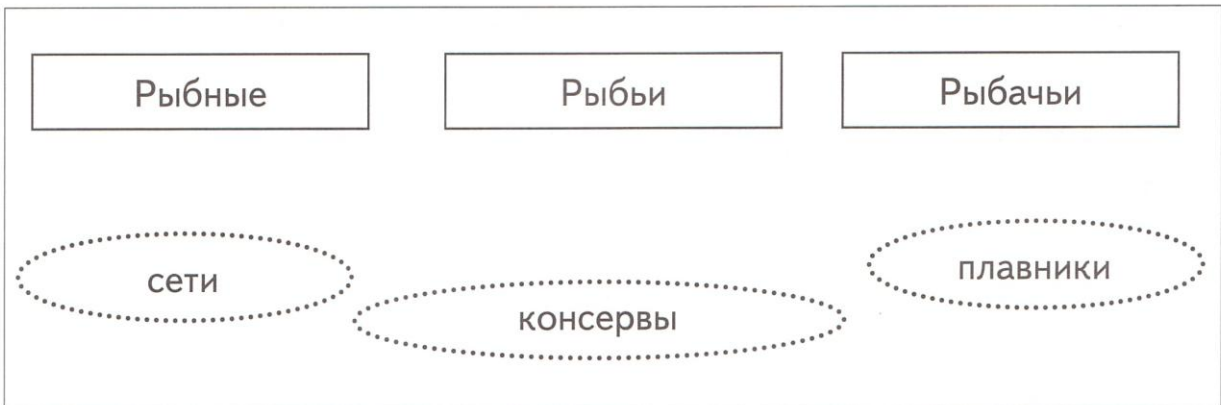 Рыбные
Рыбьи
Рыбачьи
сети
консервы
плавники